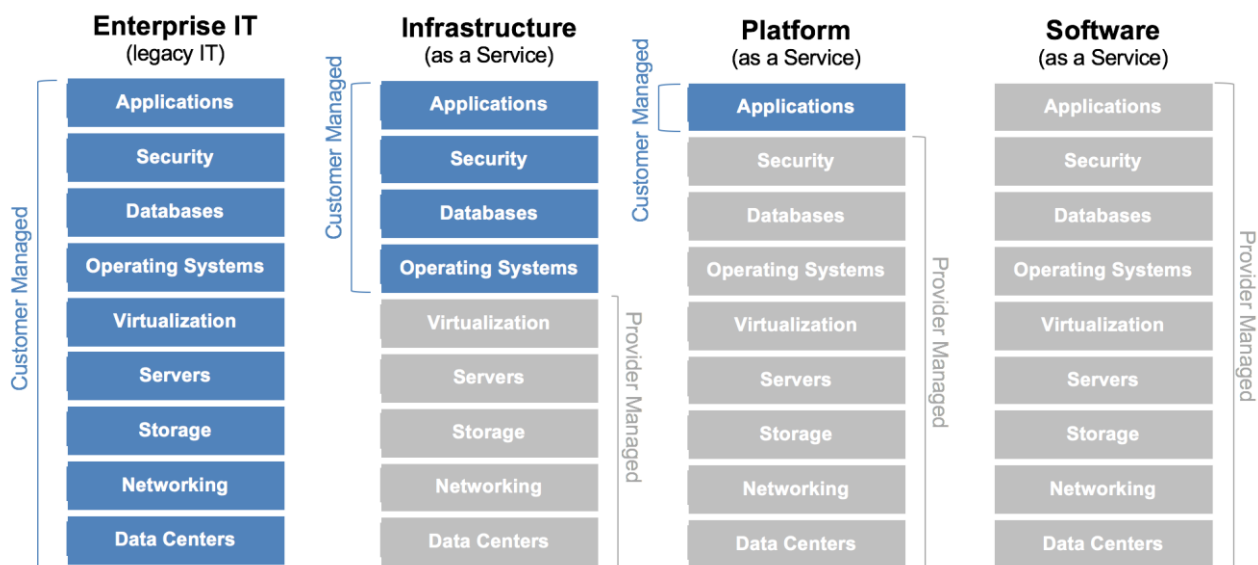 Enterprise IT
(legacy IT)
Customer Managed
Applications
Security
Databases
Operating Systems
Virtualization
Servers
Storage
Networking
Data Centers
Infrastructure
(as a Service)
Customer Managed
Applications
Security
Databases
Operating Systems
Virtualization
Servers
Storage
Networking
Data Centers
Provider Managed
Platform
(as a Service)
Customer Managed
Applications
Security
Databases
Operating Systems
Virtualization
Servers
Storage
Networking
Data Centers
Provider Managed
Software
(as a Service)
Applications
Security
Databases
Operating Systems
Virtualization
Servers
Storage
Networking
Data Centers
Provider Managed